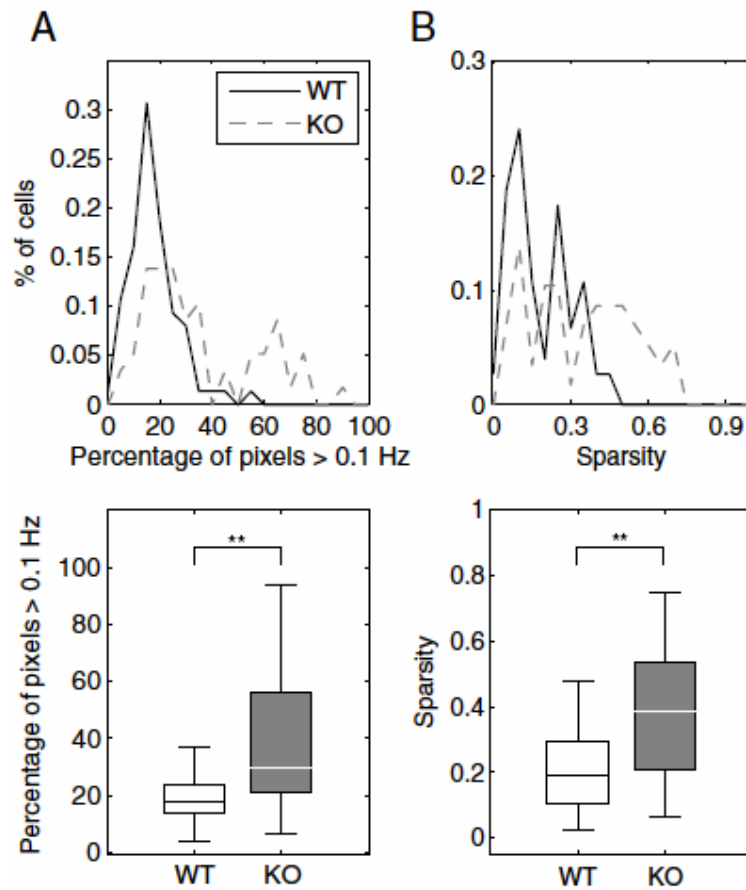 A
0.3
0.25
0.2
0.15
0.1
0.05
0
% of cells
WT
KO
0 20 40 60 80 100
Percentage of pixels > 0.1 Hz
B
0.3
0.2
0.1
0
0 0.3 0.6 0.9
Sparsity
Percentage of pixels > 0.1 Hz
100
80
60
40
20
0
**
WT KO
Sparsity
1
0.8
0.6
0.4
0.2
0
**
WT KO